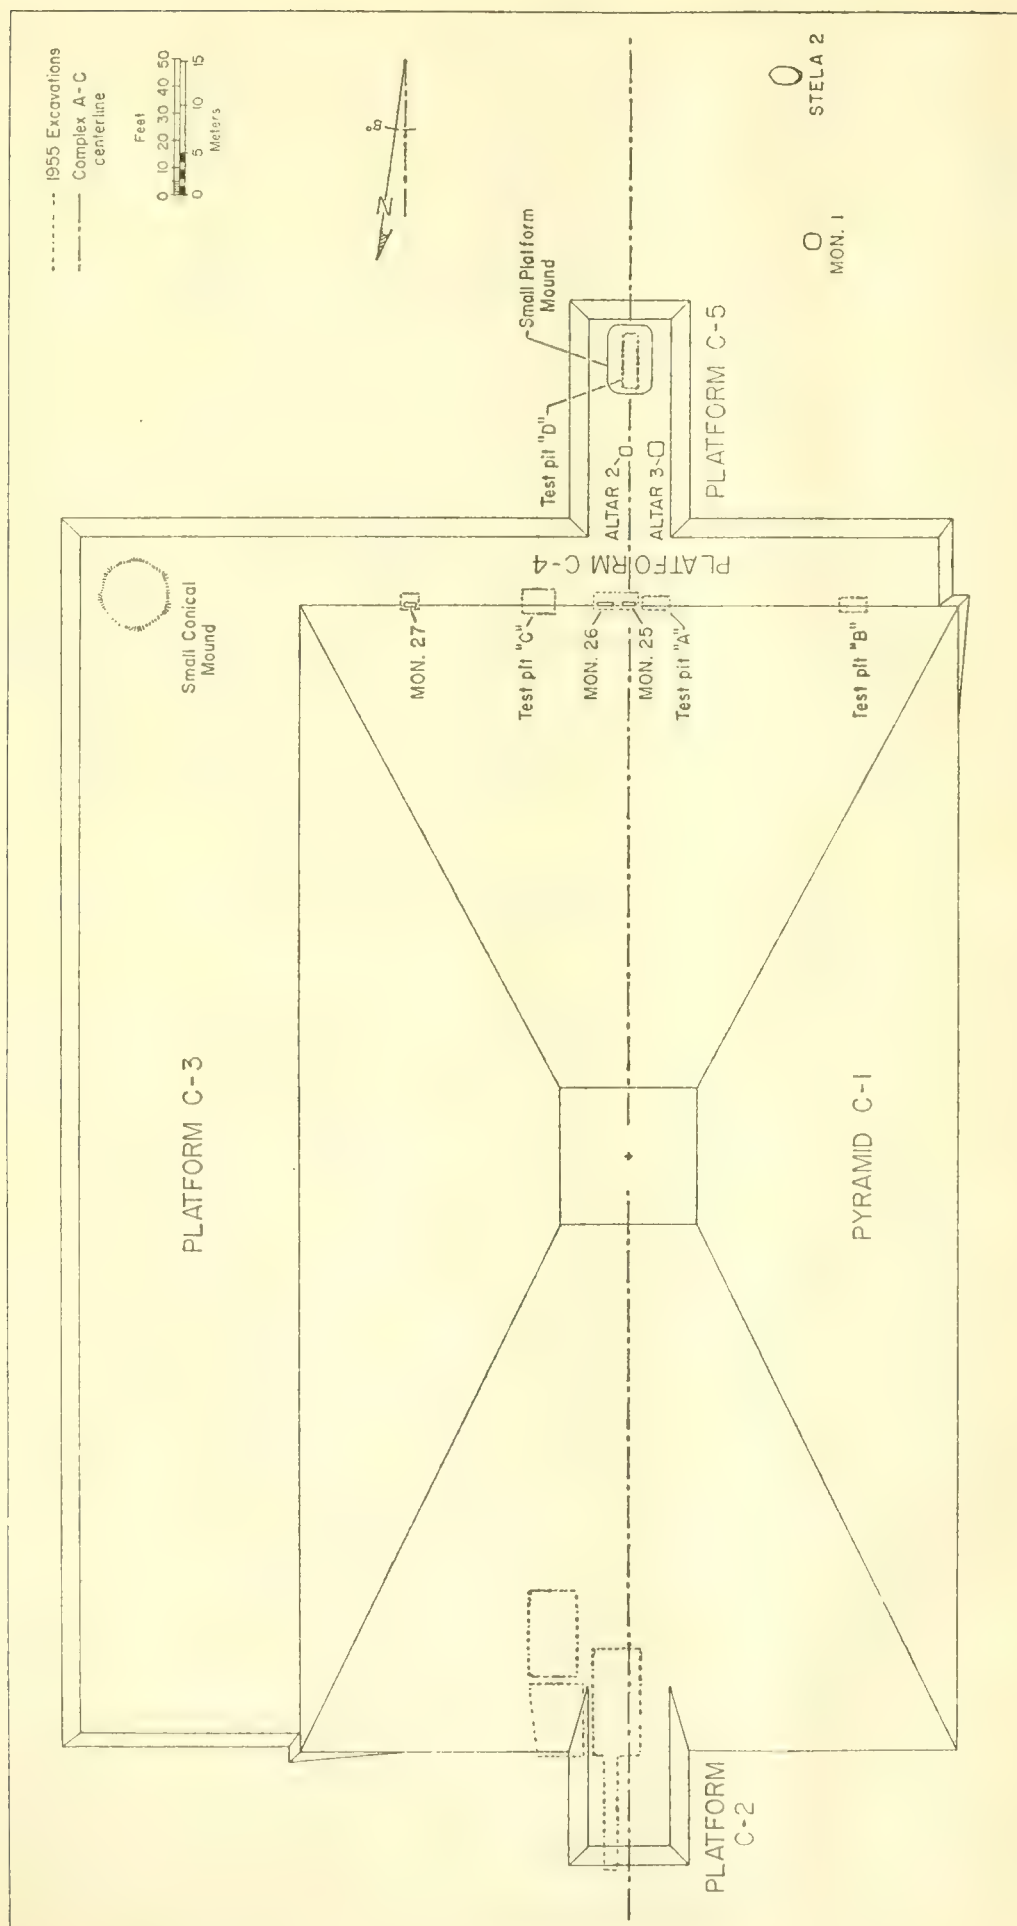 1955 Excavations
Complex A-C
centerline
Feet
0 10 20 30 40 50
0 5 10 15
Meters
8°
N
STELA 2
MON. 1
Small Platform
Mound
Test pit "D"
PLATFORM C-5
ALTAR 2
ALTAR 3
PLATFORM C-4
Small Conical
Mound
MON. 27
Test pit "C"
MON. 26
MON. 25
Test pit "A"
Test pit "B"
PLATFORM C-3
PYRAMID C-1
PLATFORM
C-2